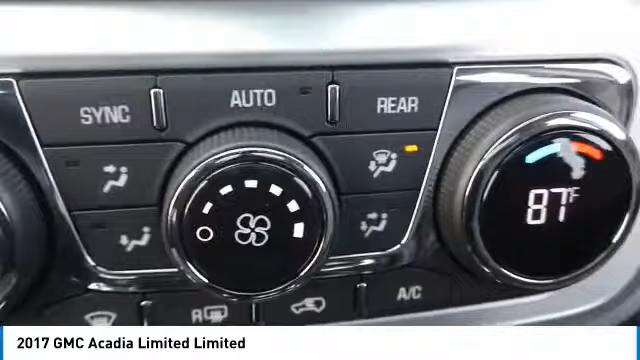 SYNC
AUTO
REAR
87°F
R
A/C
2017 GMC Acadia Limited Limited